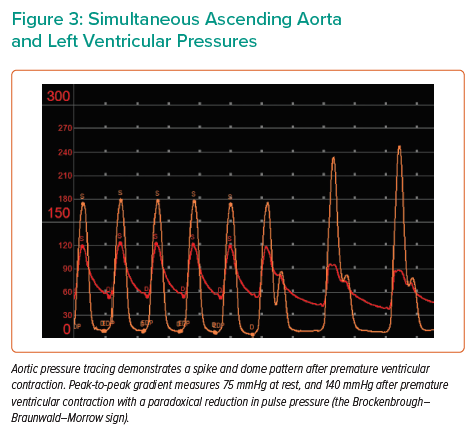 Figure 3: Simultaneous Ascending Aorta
and Left Ventricular Pressures
300
270
240
210
180
150
120
90
60
30
0
S S S S S
S S S S S
D D D D
D
Aortic pressure tracing demonstrates a spike and dome pattern after premature ventricular
contraction. Peak-to-peak gradient measures 75 mmHg at rest, and 140 mmHg after premature
ventricular contraction with a paradoxical reduction in pulse pressure (the Brockenbrough–
Braunwald–Morrow sign).